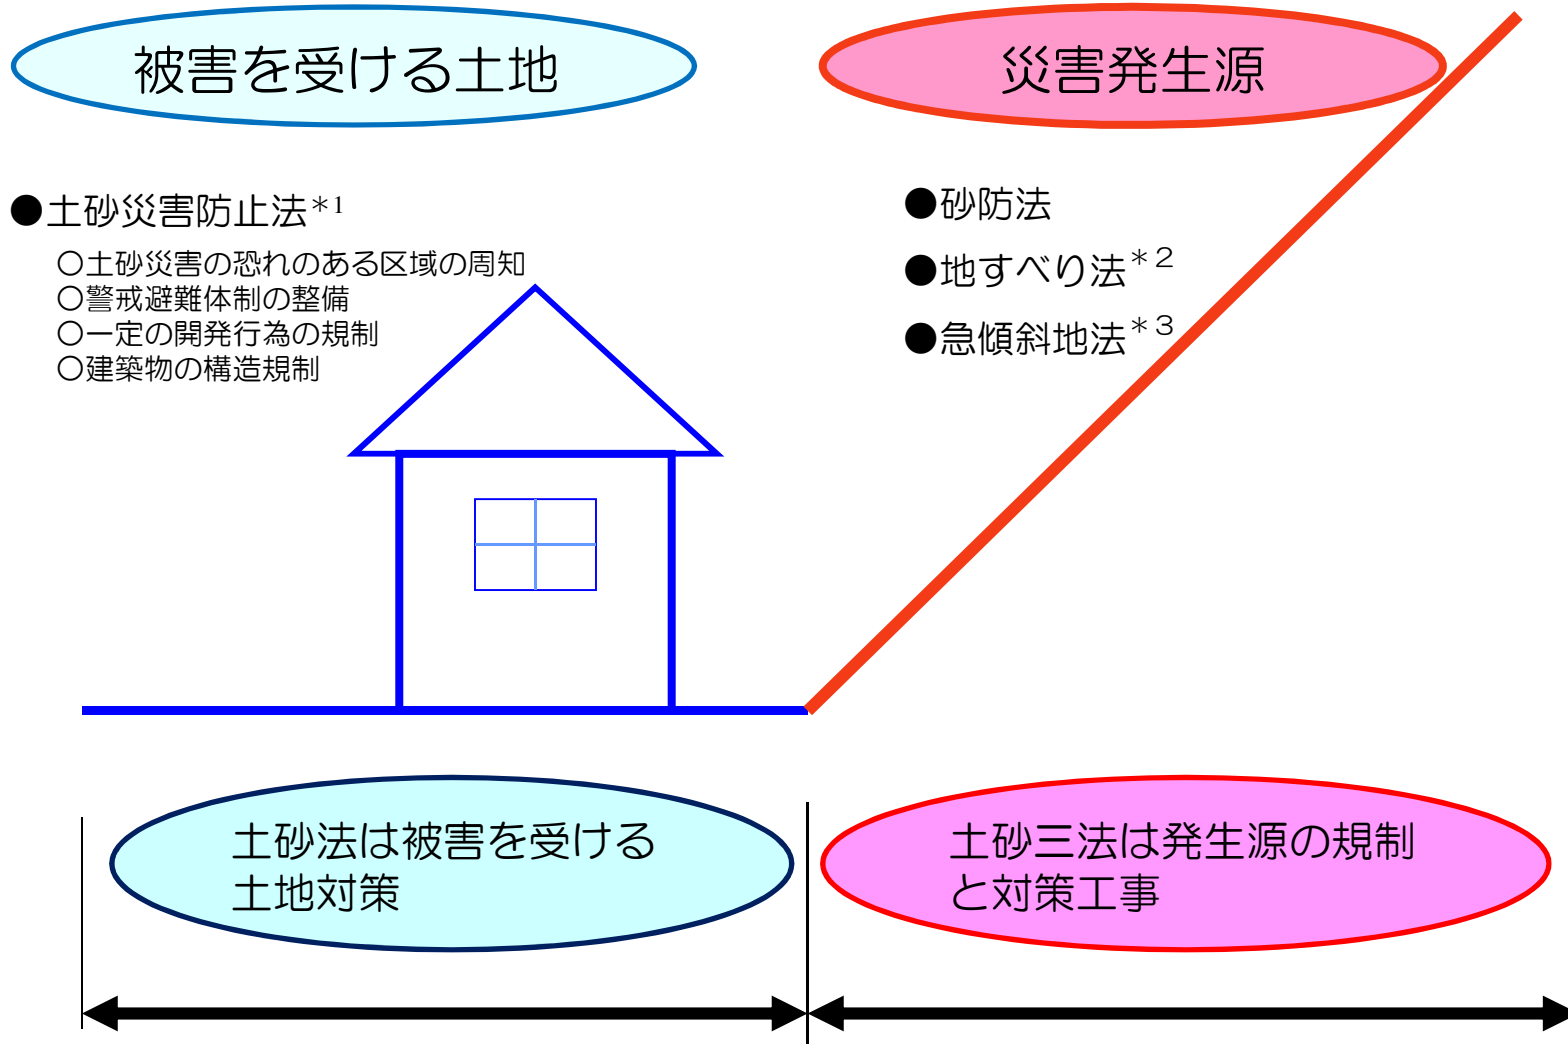 被害を受ける土地
災害発生源
●土砂災害防止法＊1
○土砂災害の恐れのある区域の周知
○警戒避難体制の整備
○一定の開発行為の規制
○建築物の構造規制
●砂防法
●地すべり法＊２
●急傾斜地法＊３
土砂法は被害を受ける
土地対策
土砂三法は発生源の規制
と対策工事